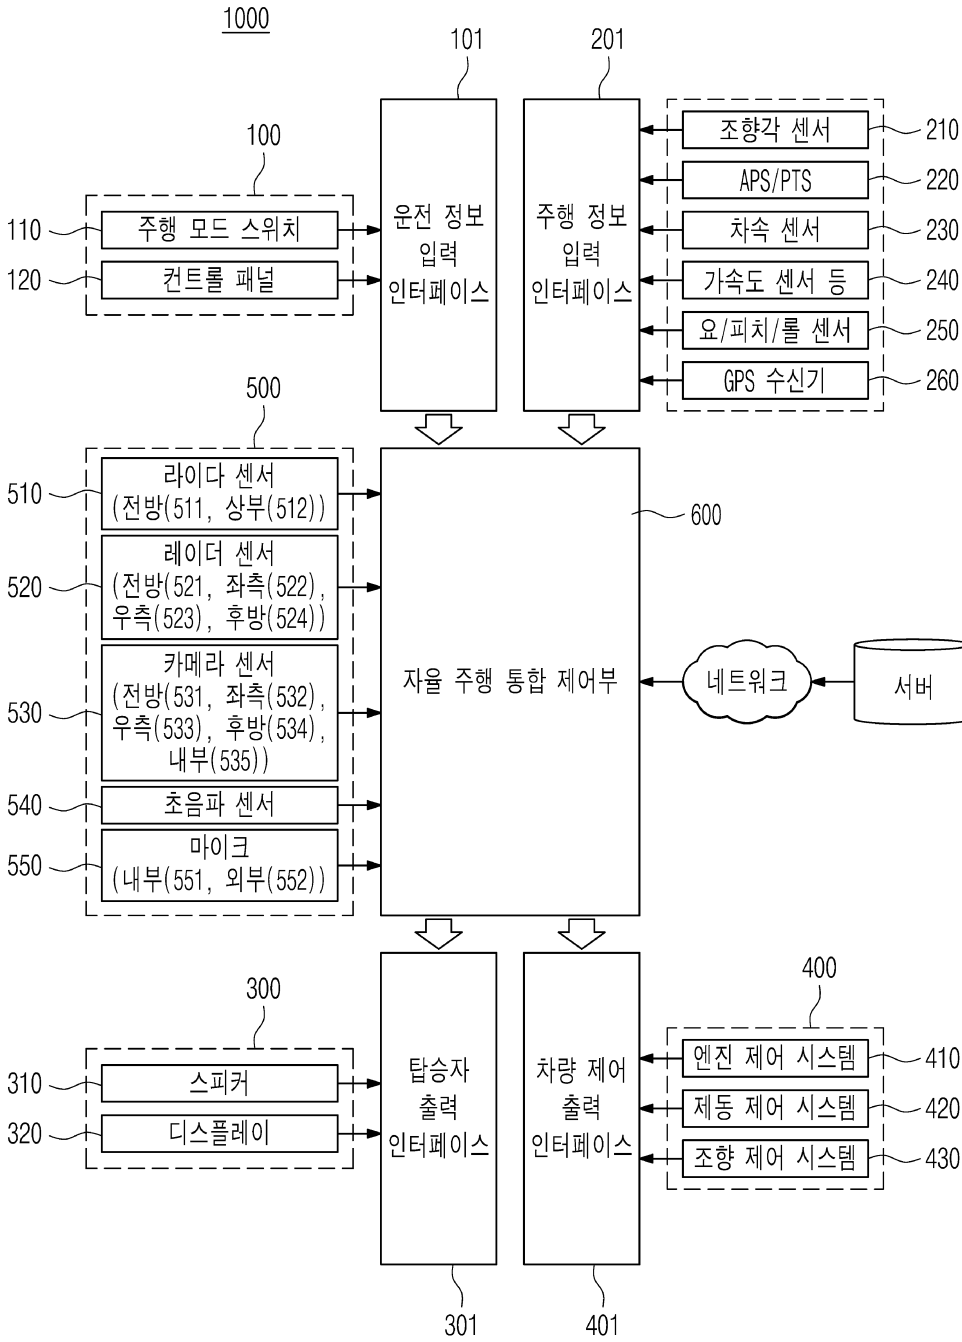 1000
101
201
100
110
주행 모드 스위치
120
컨트롤 패널
운전 정보
입력
인터페이스
주행 정보
입력
인터페이스
조향각 센서
210
APS/PTS
220
차속 센서
230
가속도 센서 등
240
요/피치/롤 센서
250
GPS 수신기
260
500
510
라이다 센서
(전방(511, 상부(512))
520
레이더 센서
(전방(521, 좌측(522),
우측(523), 후방(524))
530
카메라 센서
(전방(531, 좌측(532),
우측(533), 후방(534),
내부(535))
540
초음파 센서
550
마이크
(내부(551, 외부(552))
600
자율 주행 통합 제어부
네트워크
서버
300
310
스피커
320
디스플레이
탑승자
출력
인터페이스
차량 제어
출력
인터페이스
400
엔진 제어 시스템
410
제동 제어 시스템
420
조향 제어 시스템
430
301
401